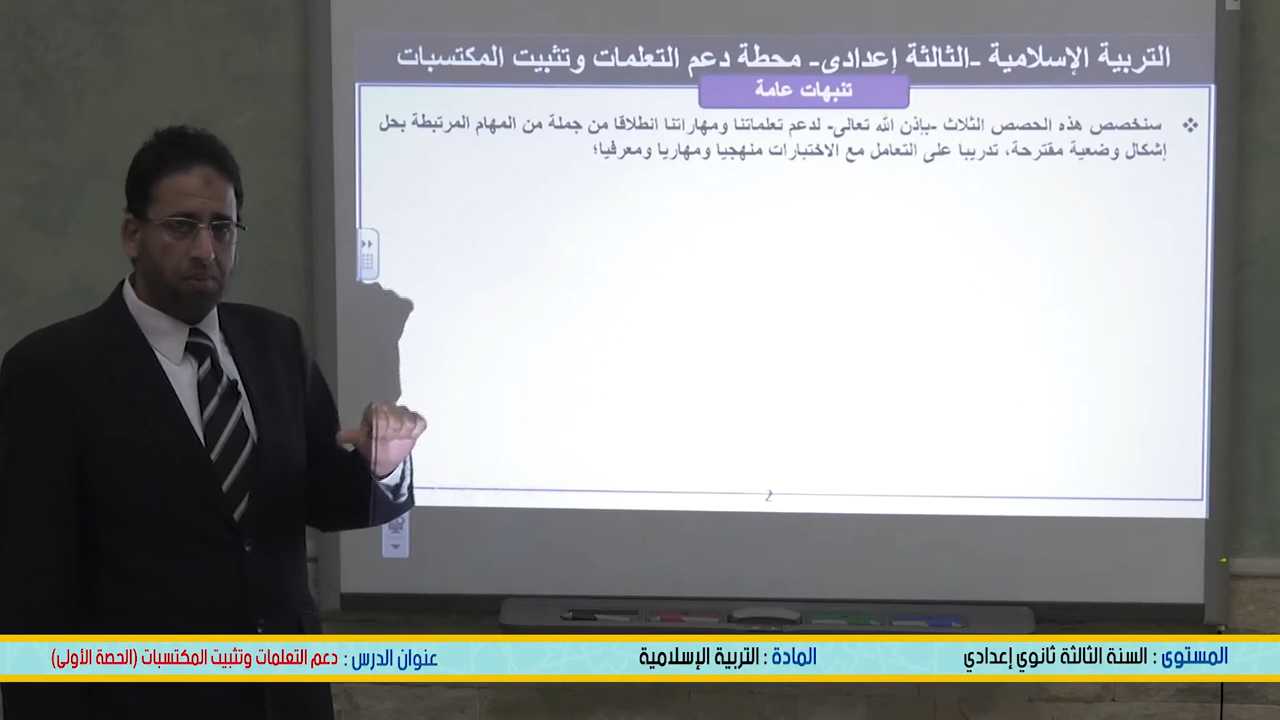 التربية الإسلامية -الثالثة إعدادي- محطة دعم التعلمات وتثبيت المكتسبات
تنبهات عامة
❖ سنخصص هذه الحصص الثلاث -بإذن الله تعالى- لدعم تعلماتنا ومهاراتنا انطلاقا من جملة من المهام المرتبطة بحل
إشكال وضعية مقترحة، تدريبا على التعامل مع الاختبارات منهجيا ومهاريا ومعرفيا؛
2
المستوى : السنة الثالثة ثانوي إعدادي
المادة : التربية الإسلامية
عنوان الدرس : دعم التعلمات وتثبيت المكتسبات (الحصة الأولى)